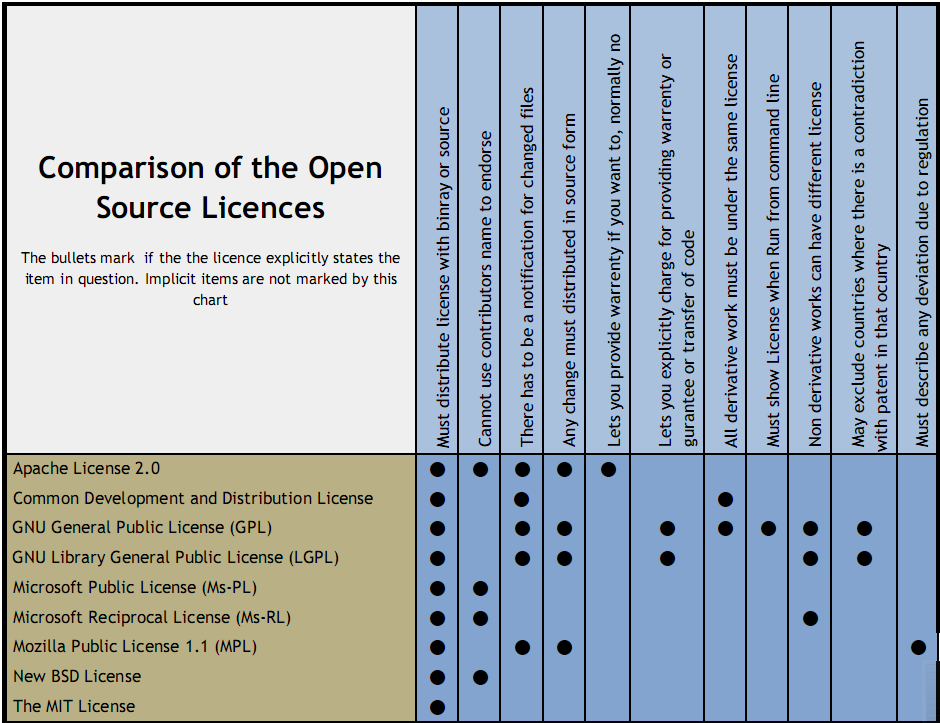 Comparison of the Open
Source Licences
The bullets mark  if the the licence explicitly states the
item in question. Implicit items are not marked by this
chart
Must distribute license with binray or source
Cannot use contributors name to endorse
There has to be a notification for changed files
Any change must distributed in source form
Lets you provide warrenty if you want to, normally no
Lets you explicitly charge for providing warrenty or
gurantee or transfer of code
All derivative work must be under the same license
Must show License when Run from command line
Non derivative works can have different license
May exclude countries where there is a contradiction
with patent in that ocuntry
Must describe any deviation due to regulation
Apache License 2.0
Common Development and Distribution License
GNU General Public License (GPL)
GNU Library General Public License (LGPL)
Microsoft Public License (Ms-PL)
Microsoft Reciprocal License (Ms-RL)
Mozilla Public License 1.1 (MPL)
New BSD License
The MIT License